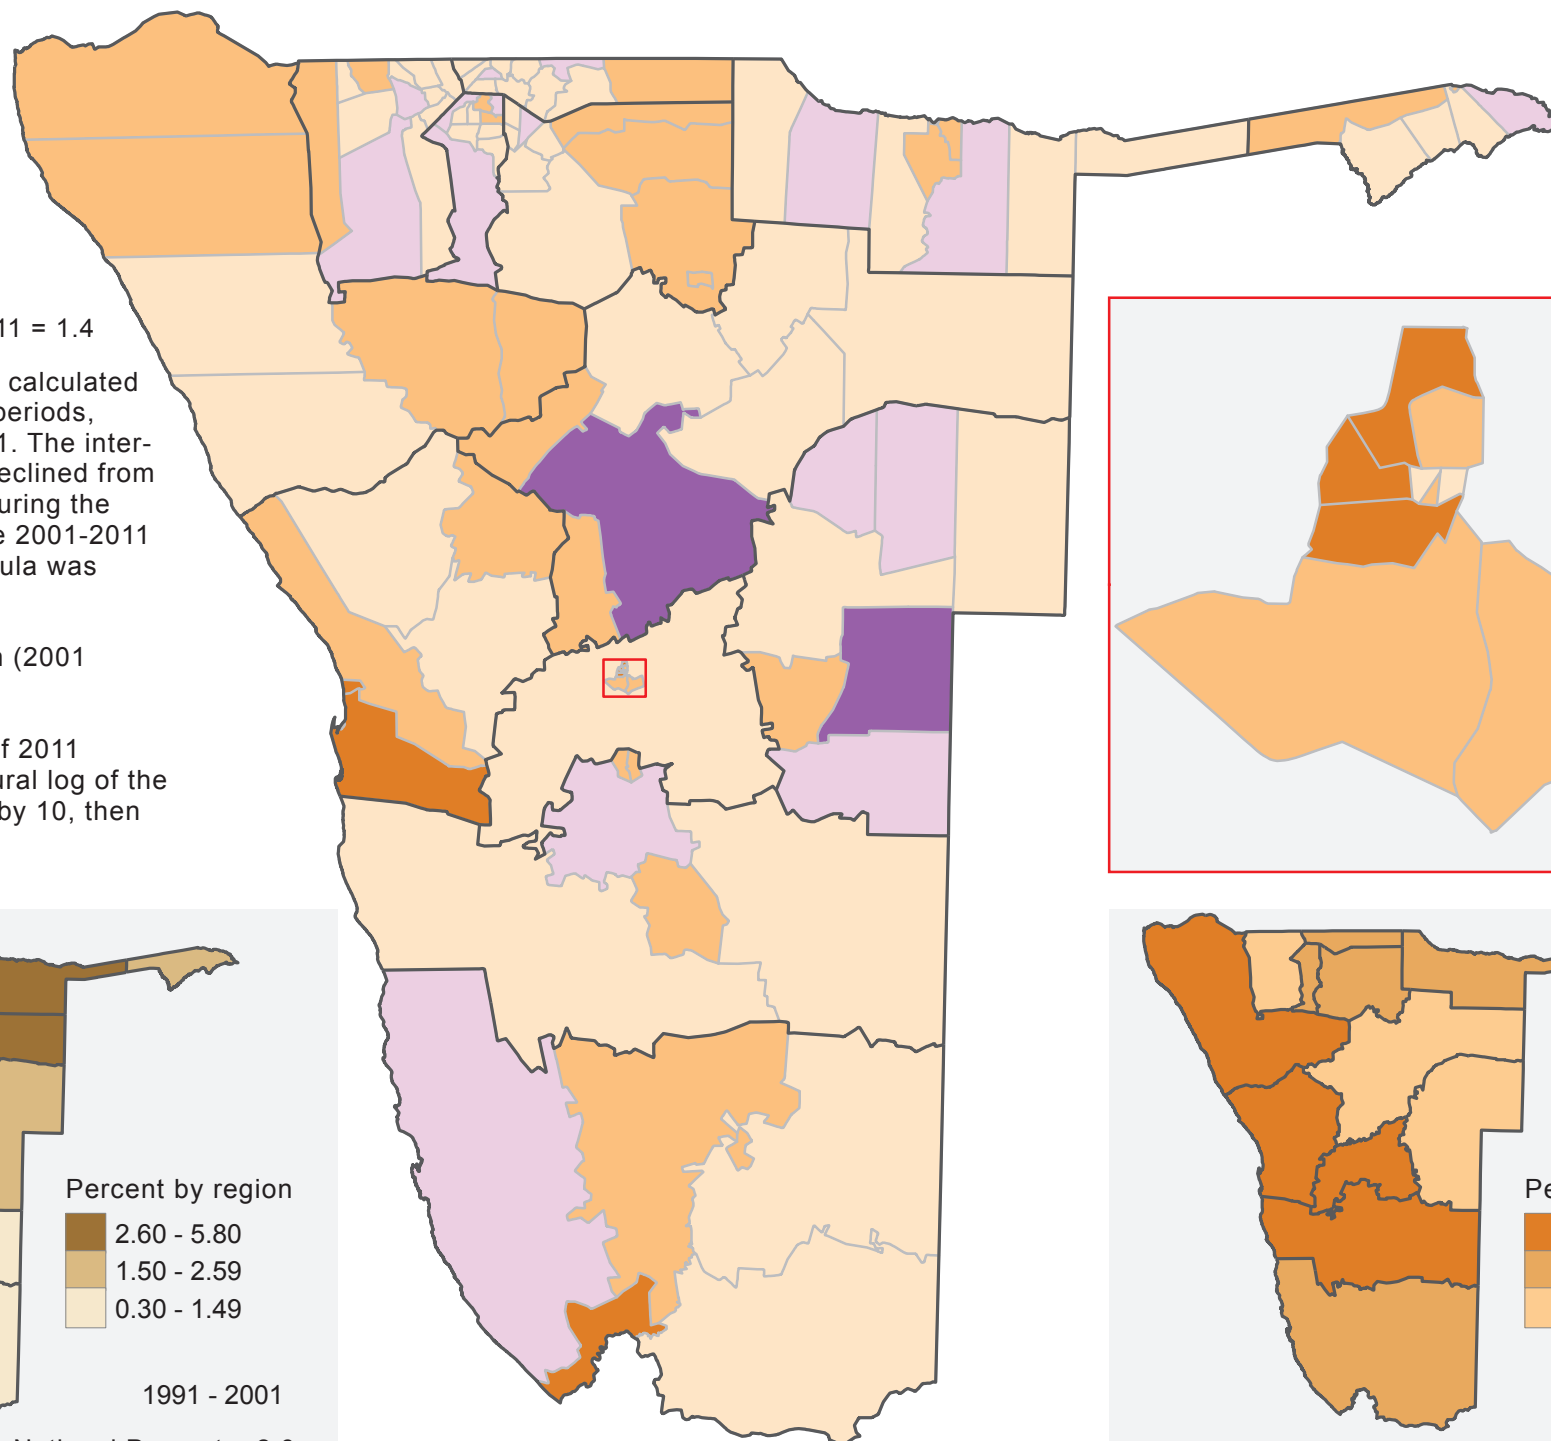 11 = 1.4
calculated
periods,
1. The inter-
eclined from
uring the
e 2001-2011
ula was
n (2001
f 2011
ural log of the
by 10, then
Percent by region
2.60 - 5.80
1.50 - 2.59
0.30 - 1.49
1991 - 2001
Pe